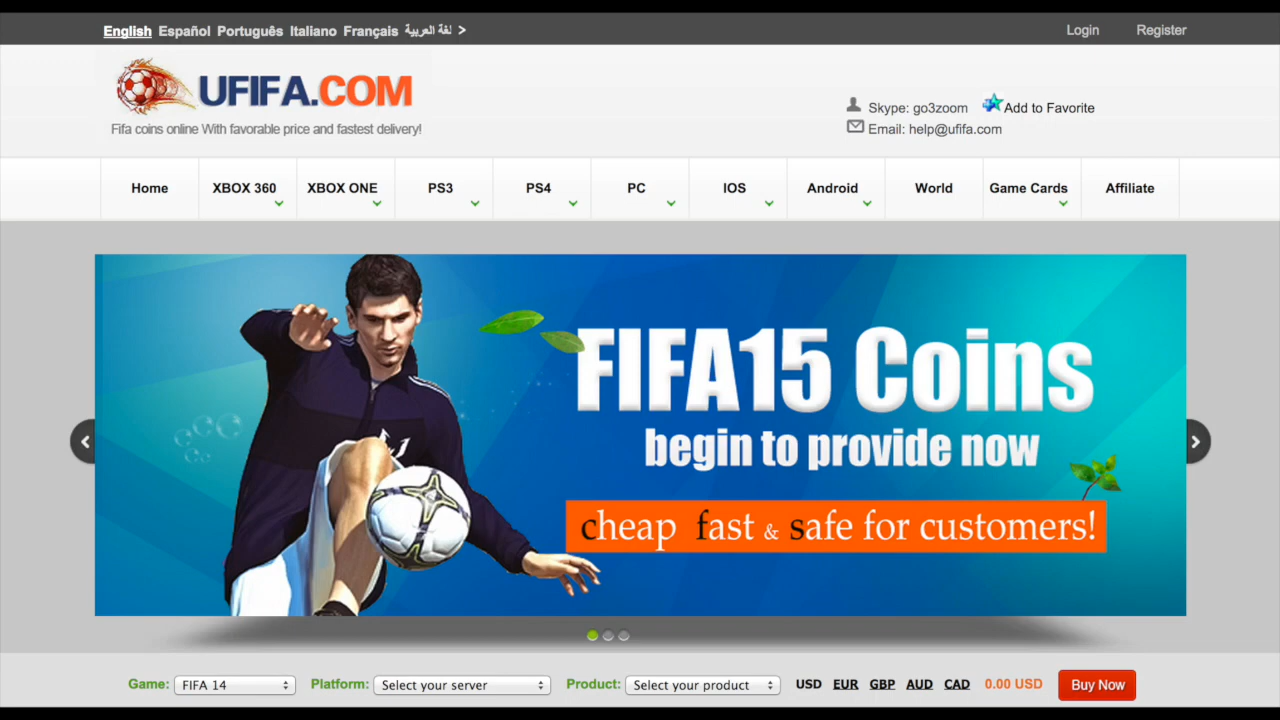 English Español Português Italiano Français لغة العربية >
Login Register
UFIFA.COM
Fifa coins online With favorable price and fastest delivery!
Skype: go3zoom Add to Favorite
Email: help@ufifa.com
Home XBOX 360 XBOX ONE PS3 PS4 PC IOS Android World Game Cards Affiliate
FIFA15 Coins
begin to provide now
cheap fast & safe for customers!
Game: FIFA 14 Platform: Select your server Product: Select your product USD EUR GBP AUD CAD 0.00 USD Buy Now